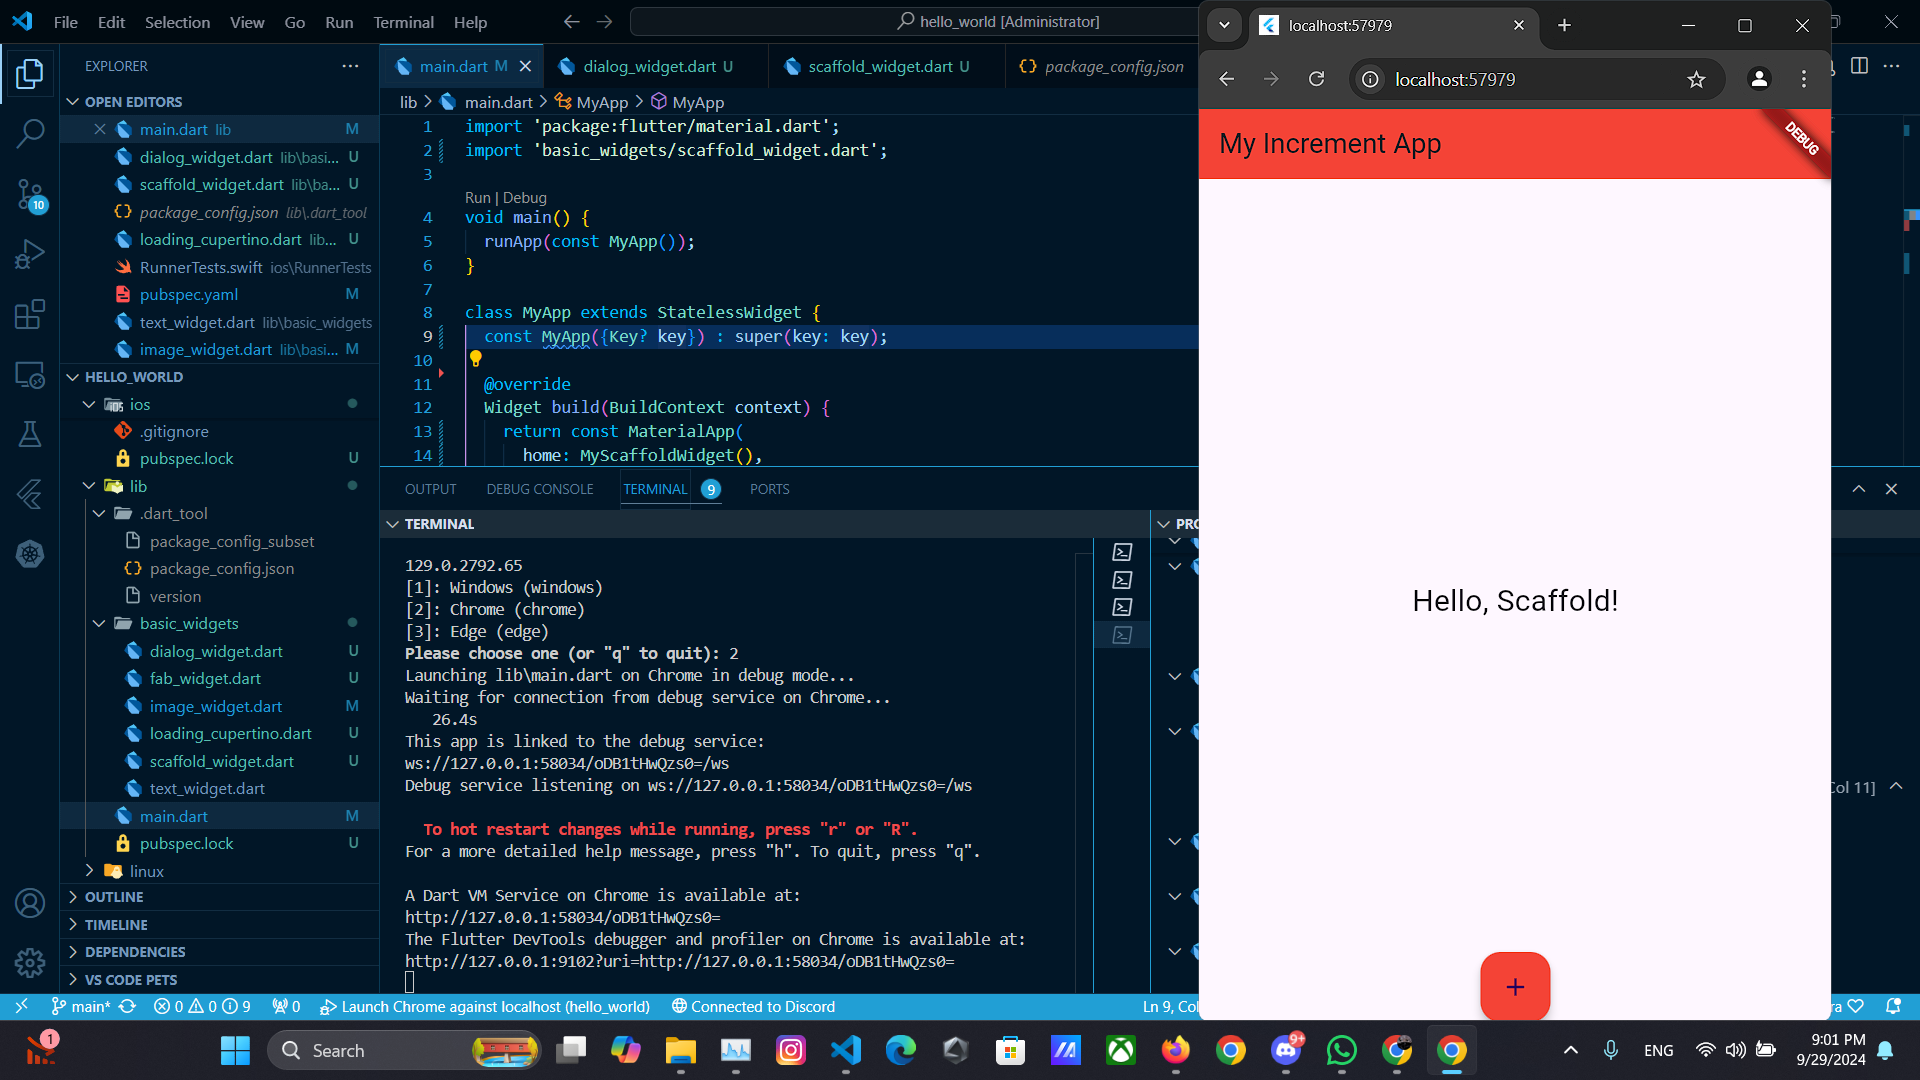 File Edit Selection View Go Run Terminal Help
hello_world [Administrator]
EXPLORER
OPEN EDITORS
main.dart lib M
dialog_widget.dart lib\basi... U
scaffold_widget.dart lib\ba... U
package_config.json lib\.dart_tool
loading_cupertino.dart lib... U
RunnerTests.swift ios\RunnerTests
pubspec.yaml M
text_widget.dart lib\basic_widgets
image_widget.dart lib\basi... M
HELLO_WORLD
ios
.gitignore
pubspec.lock U
lib
.dart_tool
package_config_subset
package_config.json
version
basic_widgets
dialog_widget.dart U
fab_widget.dart U
image_widget.dart M
loading_cupertino.dart U
scaffold_widget.dart U
text_widget.dart
main.dart M
pubspec.lock U
linux
OUTLINE
TIMELINE
DEPENDENCIES
VS CODE PETS
10
main.dart M
dialog_widget.dart U
scaffold_widget.dart U
package_config.json
lib > main.dart > MyApp > MyApp
1 import 'package:flutter/material.dart';
2 import 'basic_widgets/scaffold_widget.dart';
3
Run | Debug
4 void main() {
5 runApp(const MyApp());
6 }
7
8 class MyApp extends StatelessWidget {
9 const MyApp({Key? key}) : super(key: key);
10
11 @override
12 Widget build(BuildContext context) {
13 return const MaterialApp(
14 home: MyScaffoldWidget(),
OUTPUT DEBUG CONSOLE TERMINAL 9 PORTS
TERMINAL
129.0.2792.65
[1]: Windows (windows)
[2]: Chrome (chrome)
[3]: Edge (edge)
Please choose one (or "q" to quit): 2
Launching lib\main.dart on Chrome in debug mode...
Waiting for connection from debug service on Chrome...
26.4s
This app is linked to the debug service:
ws://127.0.0.1:58034/oDB1tHwQzs0=/ws
Debug service listening on ws://127.0.0.1:58034/oDB1tHwQzs0=/ws
To hot restart changes while running, press "r" or "R".
For a more detailed help message, press "h". To quit, press "q".
A Dart VM Service on Chrome is available at:
http://127.0.0.1:58034/oDB1tHwQzs0=
The Flutter DevTools debugger and profiler on Chrome is available at:
http://127.0.0.1:9102?uri=http://127.0.0.1:58034/oDB1tHwQzs0=
PRO
Col 11]
localhost:57979
localhost:57979
My Increment App
DEBUG
Hello, Scaffold!
+
main* 0 0 9 0 Launch Chrome against localhost (hello_world) Connected to Discord
Ln 9, Col
ra
1
Search
9+
ENG
9:01 PM
9/29/2024